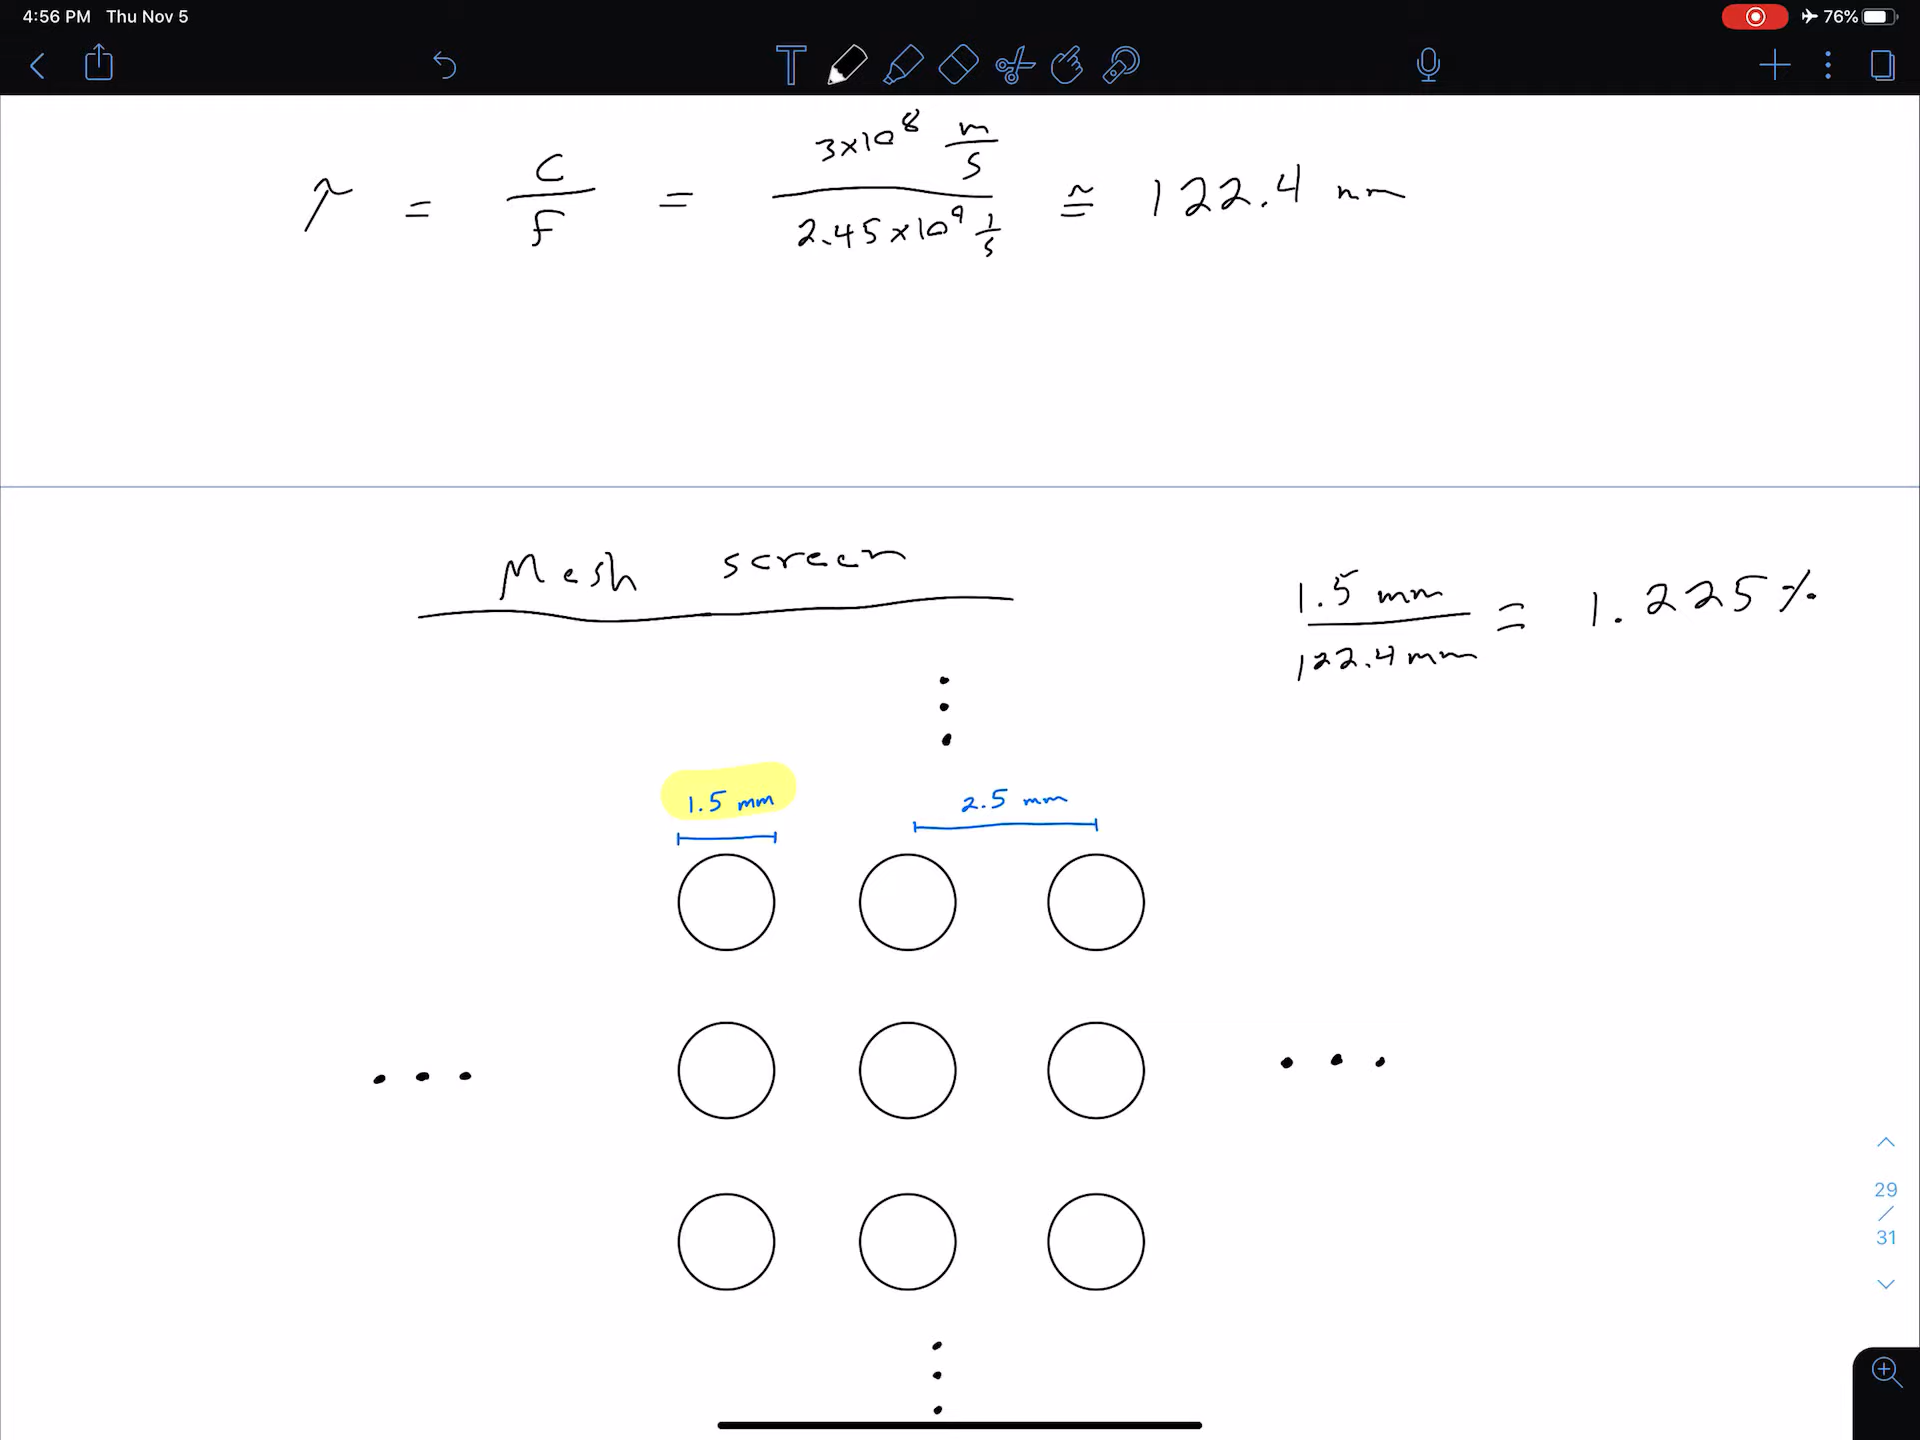 4:56 PM Thu Nov 5
76%
λ = C / F = 3×10⁸ m/s / 2.45×10⁹ 1/s ≅ 122.4 mm
Mesh screen
1.5 mm / 122.4 mm = 1.225%
1.5 mm
2.5 mm
29
/
31